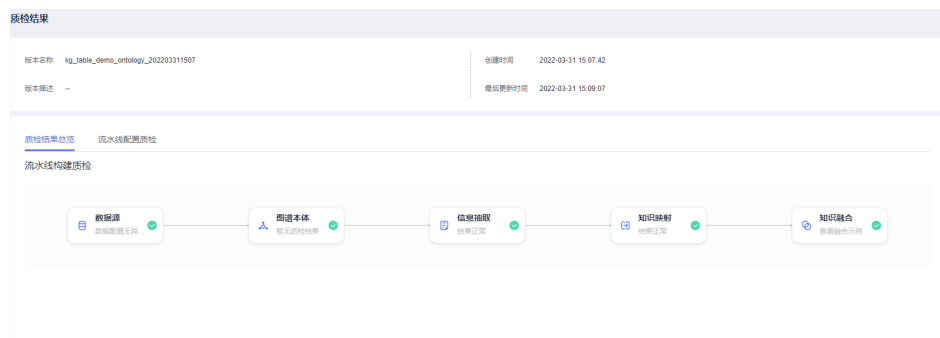 质检结果
版本名称 kg_table_demo_ontology_202203311507 创建时间 2022-03-31 15:07:42
版本描述 -- 最后更新时间 2022-03-31 15:09:07
质检结果总览 流水线配置质检
流水线构建质检
数据源 图谱本体 信息抽取 知识映射 知识融合
数据配置无异... 暂无质检结果 结果正常 结果正常 查看融合示例